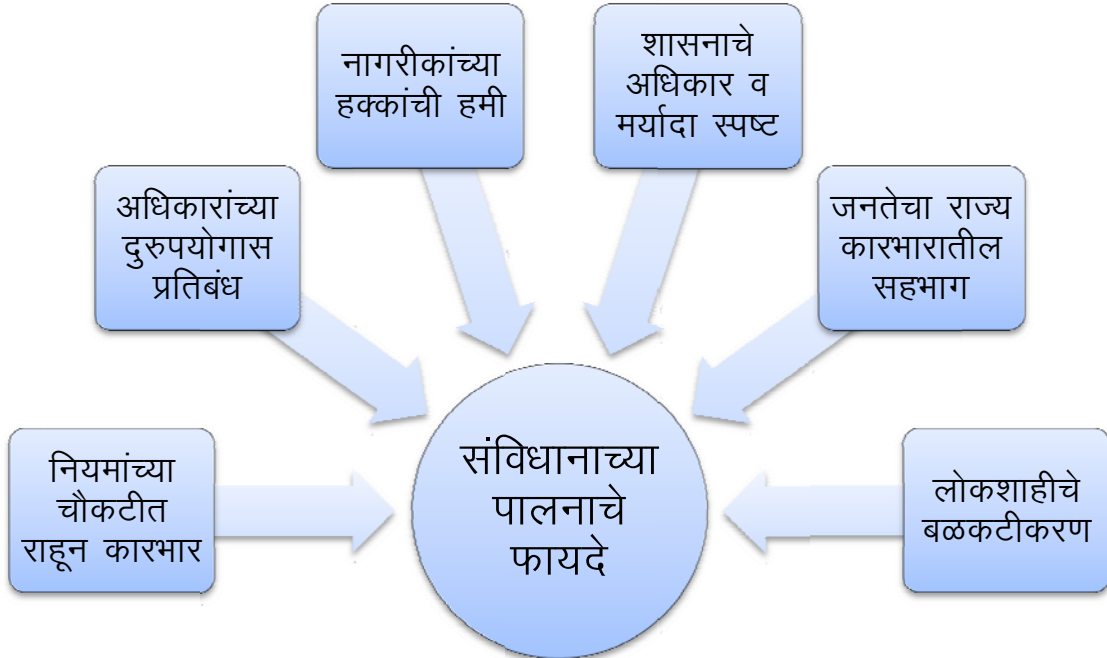 नागरीकांच्या
हक्कांची हमी
शासनाचे
अधिकार व
मर्यादा स्पष्ट
अधिकारांच्या
दुरुपयोगास
प्रतिबंध
जनतेचा राज्य
कारभारातील
सहभाग
नियमांच्या
चौकटीत
राहून कारभार
संविधानाच्या
पालनाचे
फायदे
लोकशाहीचे
बळकटीकरण